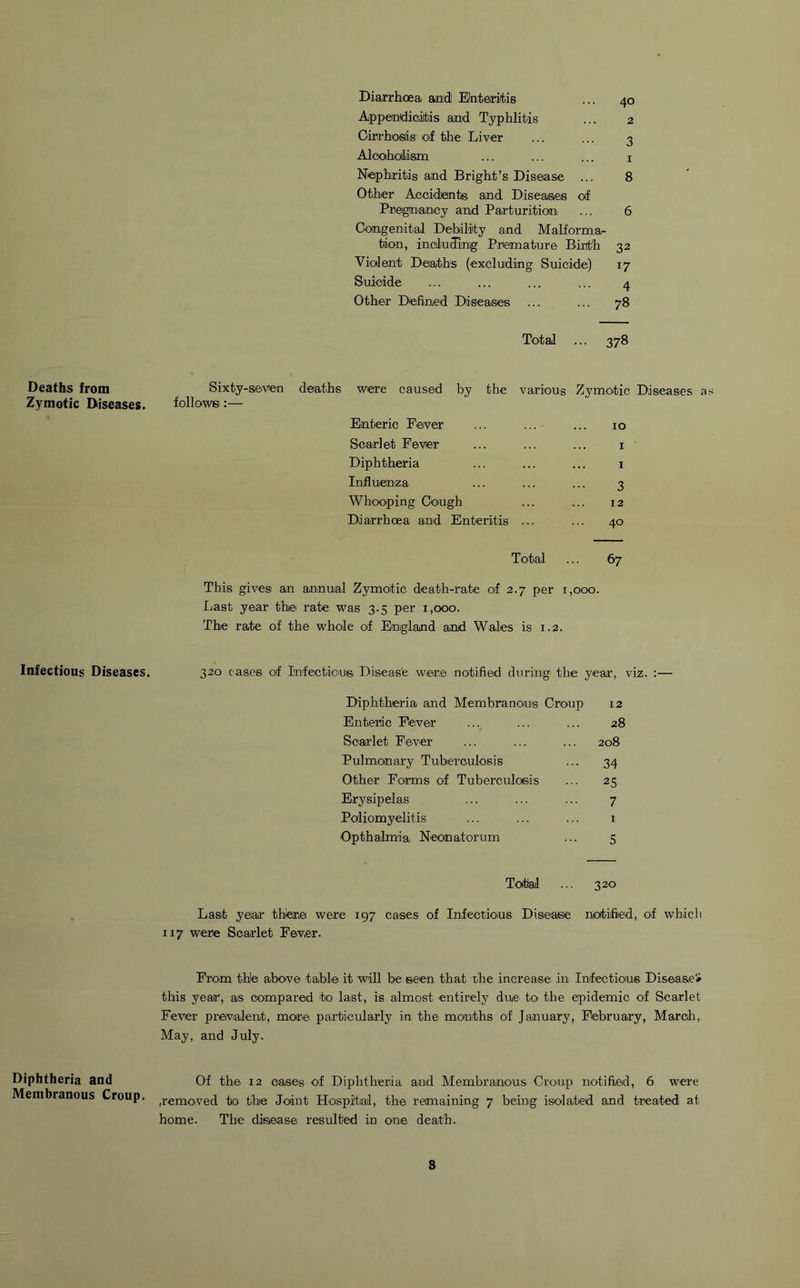 Diarrhœa and Enteritis ... 40
Appendicitis and Typhlitis ... 2
Cirrhosis of the Liver ... ... 3
Alcoholism ... ... ... 1
Nephritis and Bright's Disease ... 8
Other Accidents and Diseases of
Pregnancy and Parturition ... 6
Congenital Debility and Malforma-
tion, including Premature Birth 32
Violent Deaths (excluding Suicide) 17
Suicide ... ... ... ... 4
Other Defined Diseases ... ... 78
Total ... 378
Deaths from
Zymotic Diseases.
Sixty-seven deaths were caused by the various Zymotic Diseases as
follows :—
Enteric Fever ... ... ... 10
Scarlet Fever ... ... ... 1
Diphtheria ... ... ... 1
Influenza ... ... ... 3
Whooping Cough ... ... 12
Diarrhœa and Enteritis ... ... 40
Total ... 67
This gives an annual Zymotic death-rate of 2.7 per 1,000.
Last year the rate was 3.5 per 1,000.
The rate of the whole of England and Wales is 1.2.
Infectious Diseases.
320 cases of Infectious Disease were notified during the year, viz. :—
Diphtheria and Membranous Croup 12
Enteric Fever ... ... ... 28
Scarlet Fever ... ... ... 208
Pulmonary Tuberculosis ... 34
Other Forms of Tuberculosis ... 25
Erysipelas ... ... ... 7
Poliomyelitis ... ... ... 1
Opthalmia Neonatorum ... 5
Total ... 320
Last year there were 197 cases of Infectious Disease notified, of which
117 were Scarlet Fever.
From the above table it will be seen that the increase in Infectious Disease's
this year, as compared to last, is almost entirely due to the epidemic of Scarlet
Fever prevalent, more particularly in the months of January, February, March,
May, and July.
Diphtheria and
Membranous Croup.
Of the 12 cases of Diphtheria and Membranous Croup notified, 6 were
removed to the Joint Hospital, the remaining 7 being isolated and treated at
home. The disease resulted in one death.
8